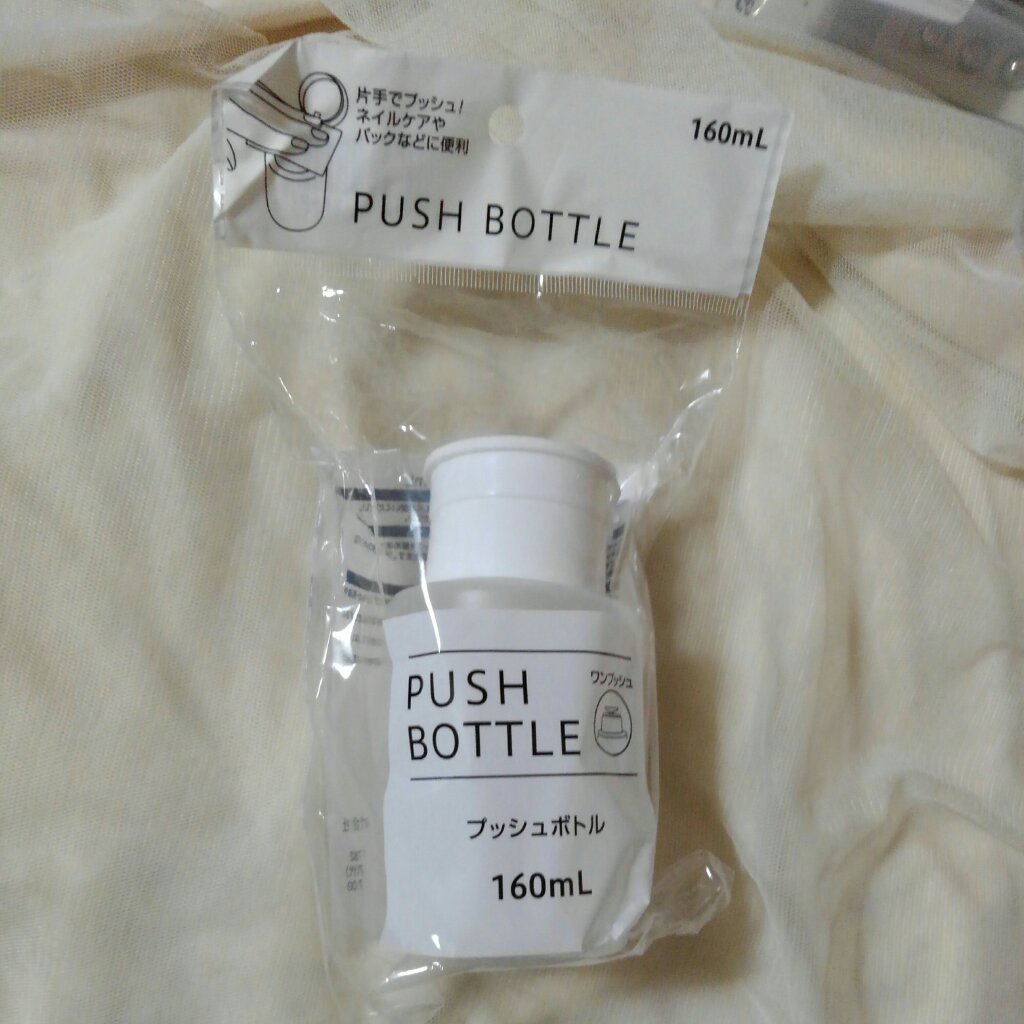 片手でプッシュ!
ネイルケアや
パックなどに便利
160mL
PUSH BOTTLE
PUSH
BOTTLE
ワンプッシュ
プッシュボトル
160mL